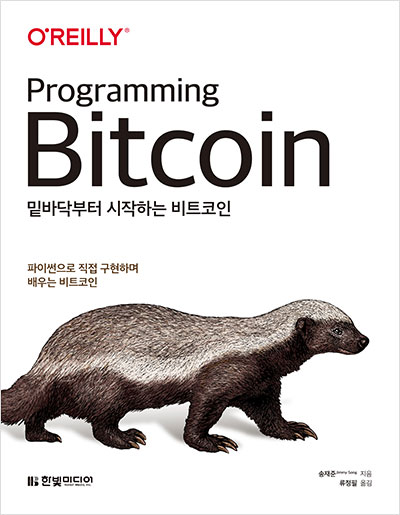 O'REILLY®
Programming
Bitcoin
밑바닥부터 시작하는 비트코인
파이썬으로 직접 구현하며
배우는 비트코인
송재준 Jimmy Song 지음
류정필 옮김
한빛미디어